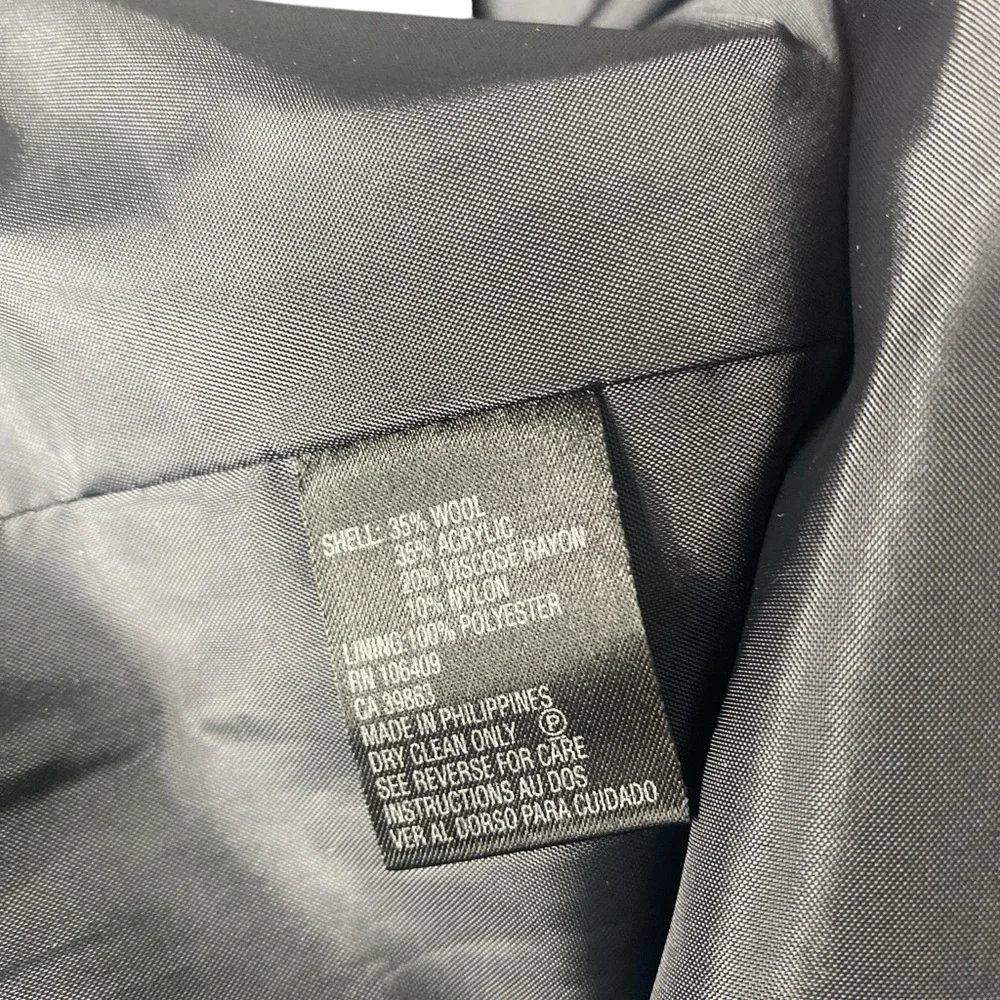 SHELL: 35% WOOL
35% ACRYLIC
20% VISCOSE RAYON
10% NYLON
LINING:100% POLYESTER
RN 106409
CA 39863
MADE IN PHILIPPINES
DRY CLEAN ONLY Ⓟ
SEE REVERSE FOR CARE
INSTRUCTIONS AU DOS
VER AL DORSO PARA CUIDADO